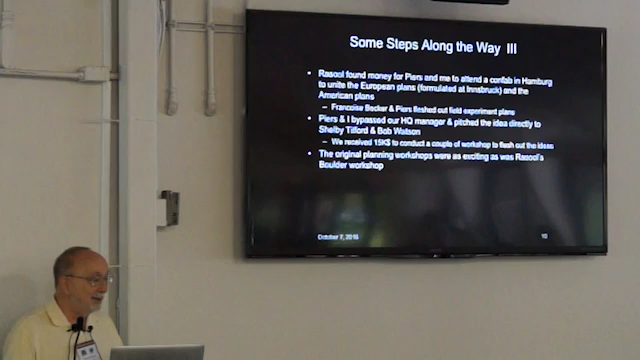 Some Steps Along the Way III
• Rasool found money for Piers and me to attend a confab in Hamburg
to unite the European plans (formulated at Innsbruck) and the
American plans
– Francoise Becker & Piers fleshed out field experiment plans
• Piers & I bypassed our HQ manager & pitched the idea directly to
Shelby Tilford & Bob Watson
– We received 15K$ to conduct a couple of workshop to flesh out the ideas
• The original planning workshops were as exciting as was Rasool's
Boulder workshop
October 7, 2016
10